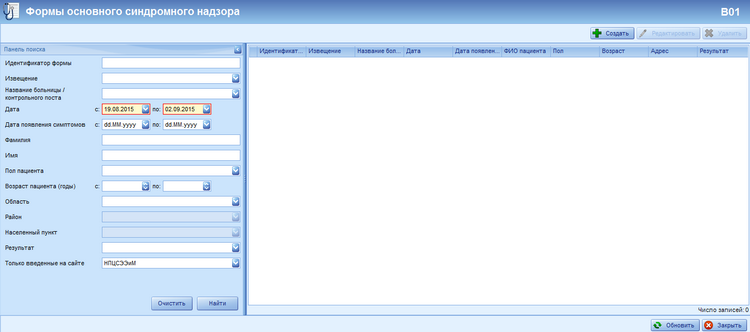 Формы основного синдромного надзора
B01
Создать
Редактировать
Удалить
Панель поиска
Идентификатор формы
Извещение
Название больницы /
контрольного поста
Дата с: 19.08.2015 по: 02.09.2015
Дата появления симптомов с: dd.MM.yyyy по: dd.MM.yyyy
Фамилия
Имя
Пол пациента
Возраст пациента (годы) с: по:
Область
Район
Населенный пункт
Результат
Только введенные на сайте НПЦСЭЭиМ
Очистить
Найти
Идентификат... Извещение Название бол... Дата Дата появлен... ФИО пациента Пол Возраст Адрес Результат
Число записей: 0
Обновить
Закрыть